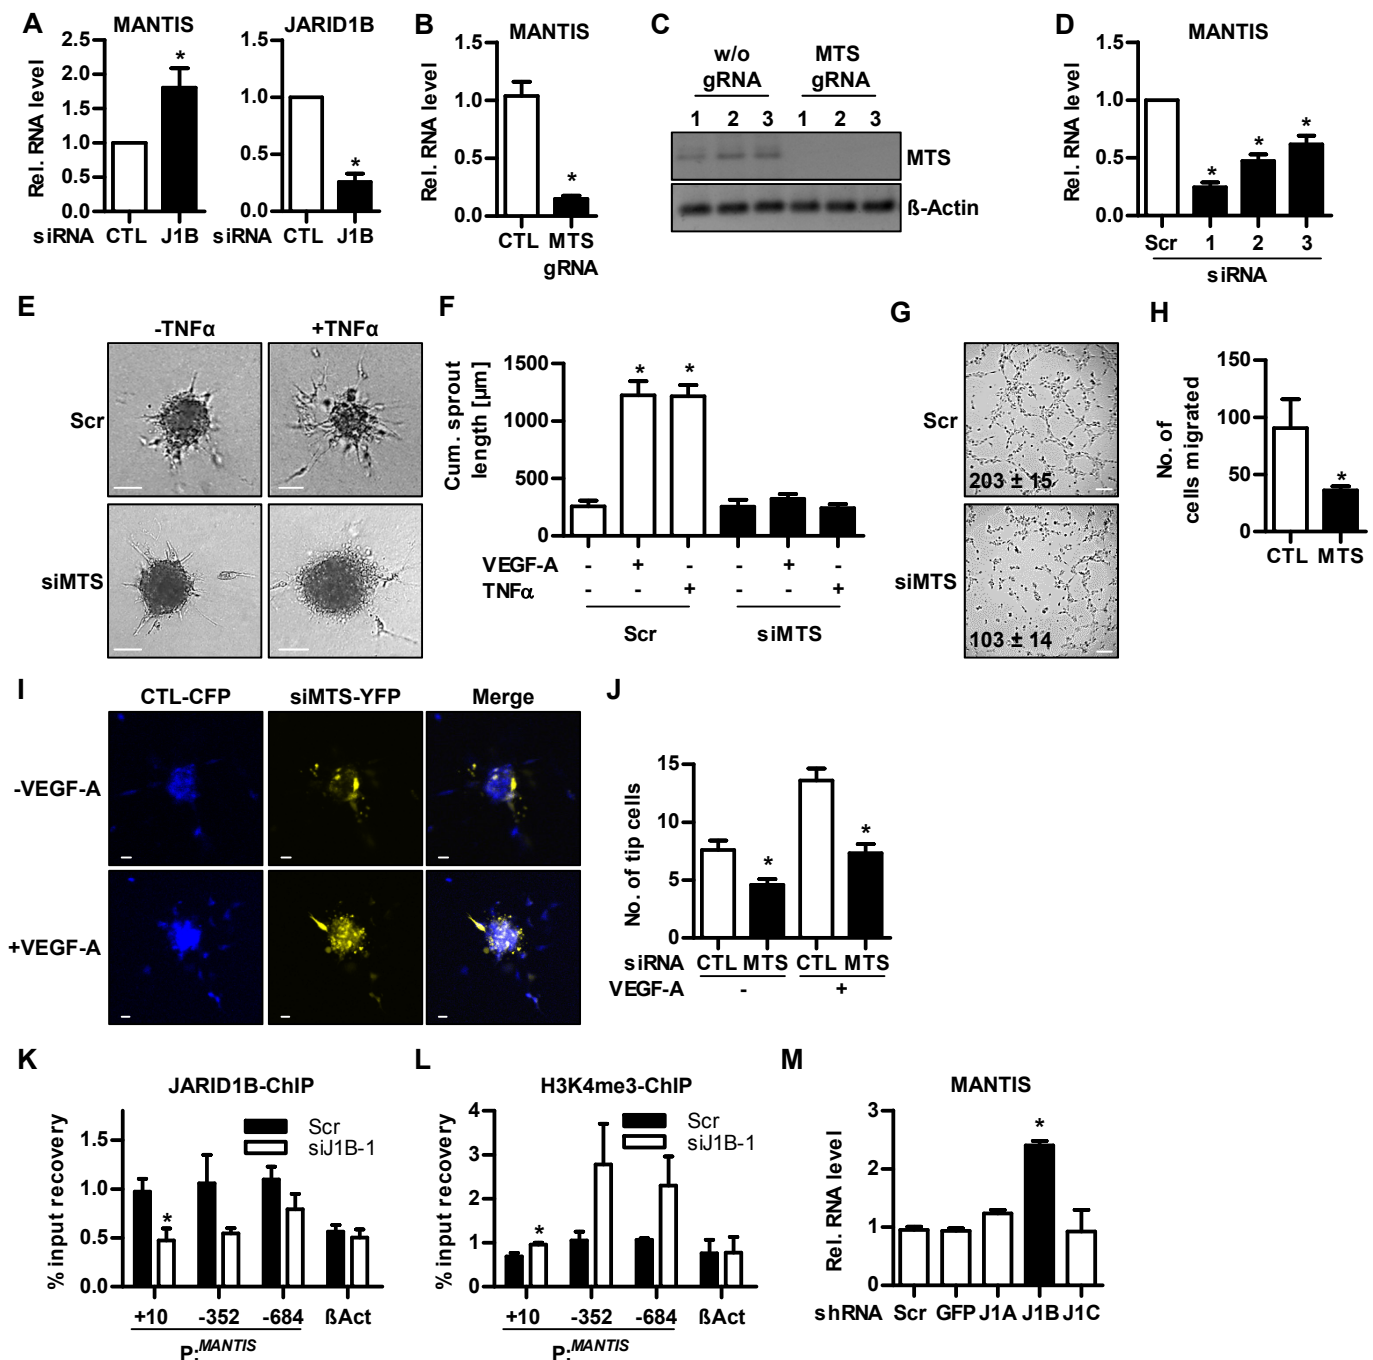 A
MANTIS
JARID1B
Rel. RNA level
2.5
2.0
1.5
1.0
0.5
0.0
*
siRNA CTL J1B
1.5
1.0
0.5
0.0
*
siRNA CTL J1B
B
MANTIS
Rel. RNA level
1.5
1.0
0.5
0.0
*
CTL MTS
gRNA
C
w/o gRNA
MTS gRNA
1 2 3 1 2 3
MTS
ß-Actin
D
MANTIS
Rel. RNA level
1.5
1.0
0.5
0.0
* * *
Scr 1 2 3
siRNA
E
-TNFα +TNFα
Scr
siMTS
F
Cum. sprout
length [µm]
1500
1000
500
0
* *
VEGF-A - + - - + -
TNFα - - + - - +
Scr siMTS
G
Scr
203 ± 15
siMTS
103 ± 14
H
No. of
cells migrated
150
100
50
0
*
CTL MTS
I
CTL-CFP siMTS-YFP Merge
-VEGF-A
+VEGF-A
J
No. of tip cells
15
10
5
0
* *
siRNA CTL MTS CTL MTS
VEGF-A - +
K
JARID1B-ChIP
% input recovery
1.5
1.0
0.5
0.0
Scr
siJ1B-1
*
+10 -352 -684 ßAct
P:MANTIS
L
H3K4me3-ChIP
% input recovery
4
3
2
1
0
Scr
siJ1B-1
*
+10 -352 -684 ßAct
P:MANTIS
M
MANTIS
Rel. RNA level
3
2
1
0
*
shRNA Scr GFP J1A J1B J1C